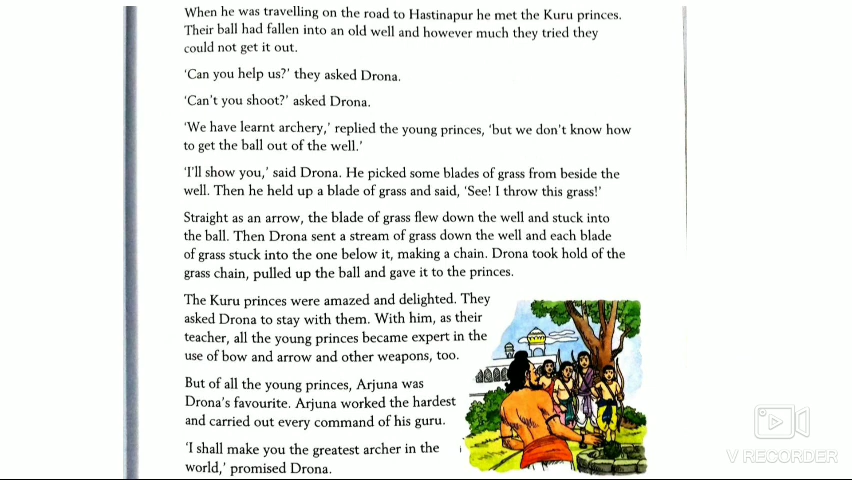 When he was travelling on the road to Hastinapur he met the Kuru princes.
Their ball had fallen into an old well and however much they tried they
could not get it out.
'Can you help us?' they asked Drona.
'Can't you shoot?' asked Drona.
'We have learnt archery,' replied the young princes, 'but we don't know how
to get the ball out of the well.'
'I'll show you,' said Drona. He picked some blades of grass from beside the
well. Then he held up a blade of grass and said, 'See! I throw this grass!'
Straight as an arrow, the blade of grass flew down the well and stuck into
the ball. Then Drona sent a stream of grass down the well and each blade
of grass stuck into the one below it, making a chain. Drona took hold of the
grass chain, pulled up the ball and gave it to the princes.
The Kuru princes were amazed and delighted. They
asked Drona to stay with them. With him, as their
teacher, all the young princes became expert in the
use of bow and arrow and other weapons, too.
But of all the young princes, Arjuna was
Drona's favourite. Arjuna worked the hardest
and carried out every command of his guru.
'I shall make you the greatest archer in the
world,' promised Drona.
V RECORDER